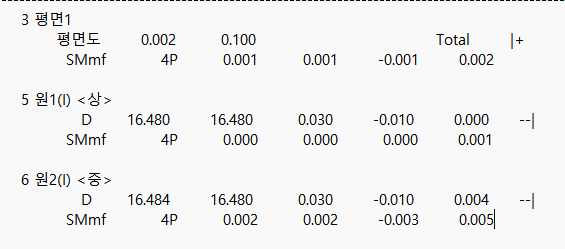 3 평면1
평면도 0.002 0.100 Total |+
SMmf 4P 0.001 0.001 -0.001 0.002
5 원1(I) <상>
D 16.480 16.480 0.030 -0.010 0.000 --|
SMmf 4P 0.000 0.000 0.000 0.001
6 원2(I) <중>
D 16.484 16.480 0.030 -0.010 0.004 --|
SMmf 4P 0.002 0.002 -0.003 0.005